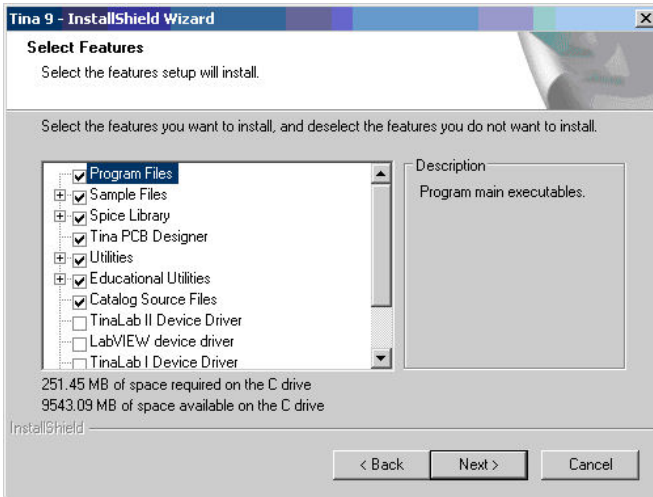 Tina 9 - InstallShield Wizard
Select Features
Select the features setup will install.
Select the features you want to install, and deselect the features you do not want to install.
Program Files
Sample Files
Spice Library
Tina PCB Designer
Utilities
Educational Utilities
Catalog Source Files
TinaLab II Device Driver
LabVIEW device driver
TinaLab I Device Driver
Description
Program main executables.
251.45 MB of space required on the C drive
9543.09 MB of space available on the C drive
InstallShield
< Back
Next >
Cancel